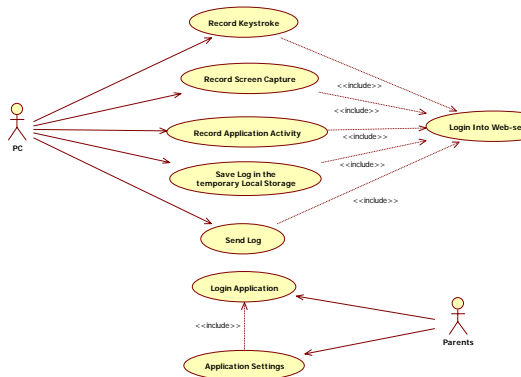 Record Keystroke
Record Screen Capture
<<include>>
<<include>>
PC
Record Application Activity
<<include>>
Login Into Web-se
Save Log in the
temporary Local Storage
<<include>>
<<include>>
Send Log
Login Application
<<include>>
Parents
Application Settings